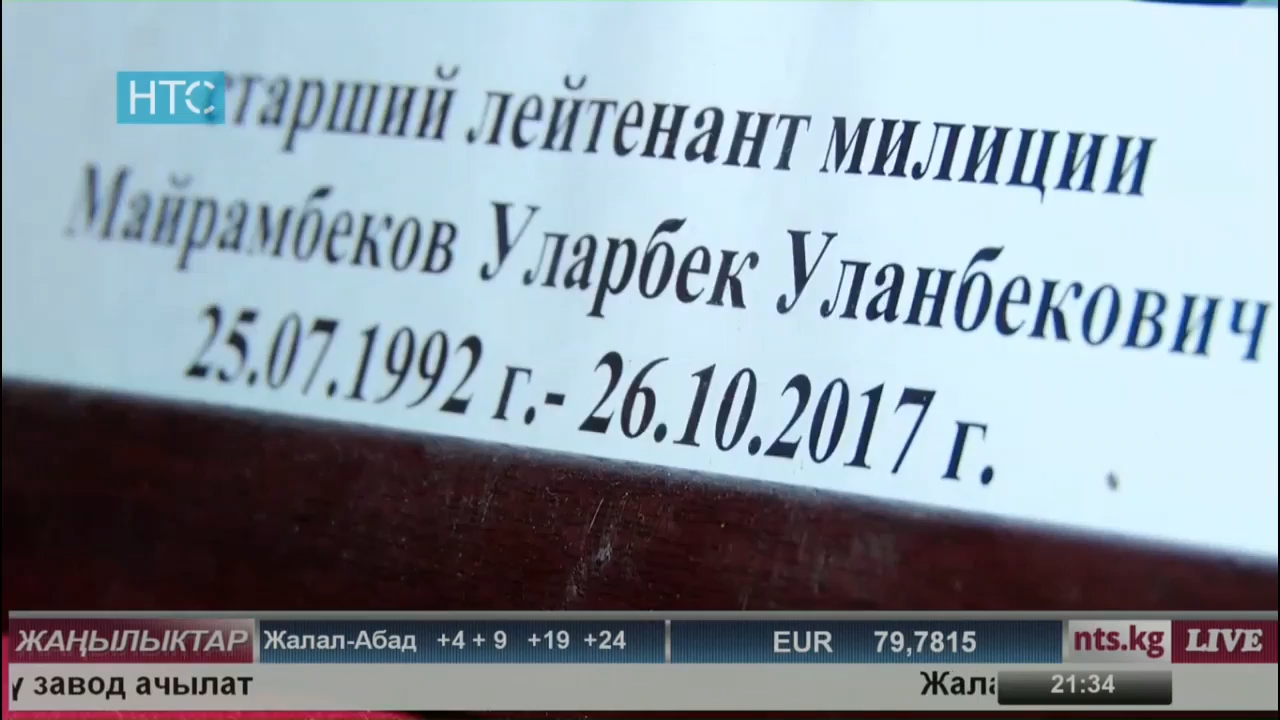 НТС
старший лейтенант милиции
Майрамбеков Уларбек Уланбекович
25.07.1992 г.- 26.10.2017 г.
ЖАҢЫЛЫКТАР Жалал-Абад +4 + 9 +19 +24 EUR 79,7815 nts.kg LIVE
завод ачылат 21:34